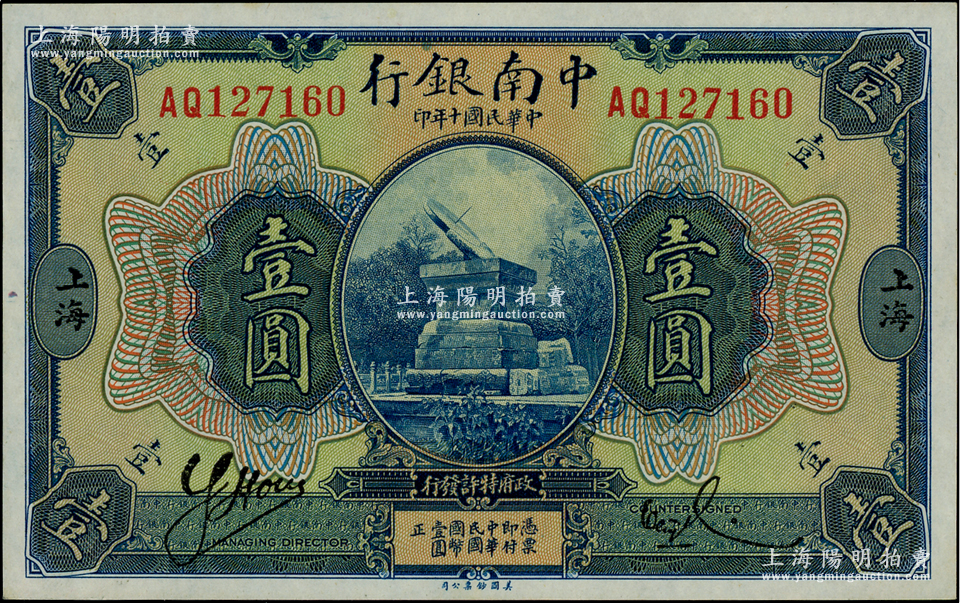 上海陽明拍賣
www.yangmingauction.com
壹
壹
中南銀行
AQ127160
AQ127160
中華民國十年印
壹
壹
壹圓
壹圓
上海
上海
上海陽明拍賣
www.yangmingauction.com
壹
壹
政府特許發行
MANAGING DIRECTOR
COUNTERSIGNED
憑票即付中華民國國幣壹圓正
壹
壹
美國鈔票公司
上海陽明拍賣
www.yangmingauction.com